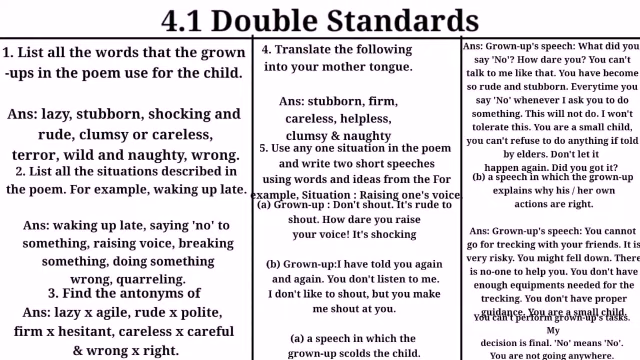 4.1 Double Standards
1. List all the words that the grown
-ups in the poem use for the child.
Ans: lazy, stubborn, shocking and
rude, clumsy or careless,
terror, wild and naughty, wrong.
2. List all the situations described in
the poem. For example, waking up late.
Ans: waking up late, saying 'no' to
something, raising voice, breaking
something, doing something
wrong, quarreling.
3. Find the antonyms of
Ans: lazy x agile, rude x polite,
firm x hesitant, careless x careful
& wrong x right.
4. Translate the following
into your mother tongue.
Ans: stubborn, firm,
careless, helpless,
clumsy & naughty
5. Use any one situation in the poem
and write two short speeches
using words and ideas from the For
example, Situation : Raising one's voice.
(a) Grown-up : Don't shout. It's rude to
shout. How dare you raise
your voice! It's shocking
(b) Grown-up:I have told you again
and again. You don't listen to me.
I don't like to shout, but you make
me shout at you.
(a) a speech in which the
grown-up scolds the child.
Ans: Grown-up's speech: What did you
say 'No'? How dare you? You can't
talk to me like that. You have become
so rude and stubborn. Everytime you
say 'No' whenever I ask you to do
something. This will not do. I won't
tolerate this. You are a small child,
you can't refuse to do anything if told
by elders. Don't let it
happen again. Did you got it?
(b) a speech in which the grown-up
explains why his / her own
actions are right.
Ans: Grown-up's speech: You cannot
go for trecking with your friends. It is
very risky. You might fell down. There
is no-one to help you. You don't have
enough equipments needed for the
trecking. You don't have proper
guidance. You are a small child.
You can't perform grown-up's tasks.
My
decision is final. 'No' means 'No'.
You are not going anywhere.